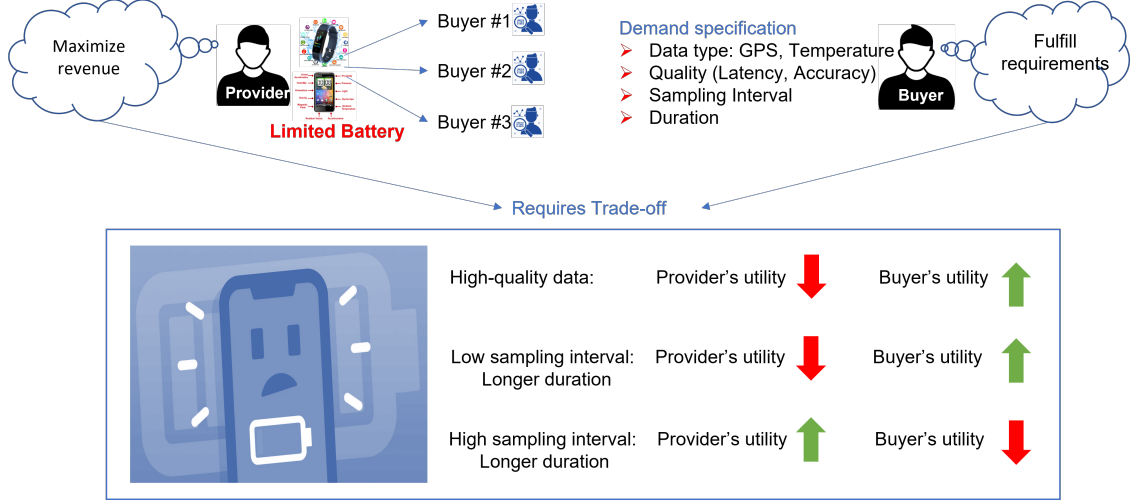 Maximize
revenue
Provider
Limited Battery
Buyer #1
Buyer #2
Buyer #3
Demand specification
Data type: GPS, Temperature
Quality (Latency, Accuracy)
Sampling Interval
Duration
Buyer
Fulfill
requirements
Requires Trade-off
High-quality data: Provider's utility Buyer's utility
Low sampling interval: Provider's utility Buyer's utility
Longer duration
High sampling interval: Provider's utility Buyer's utility
Longer duration